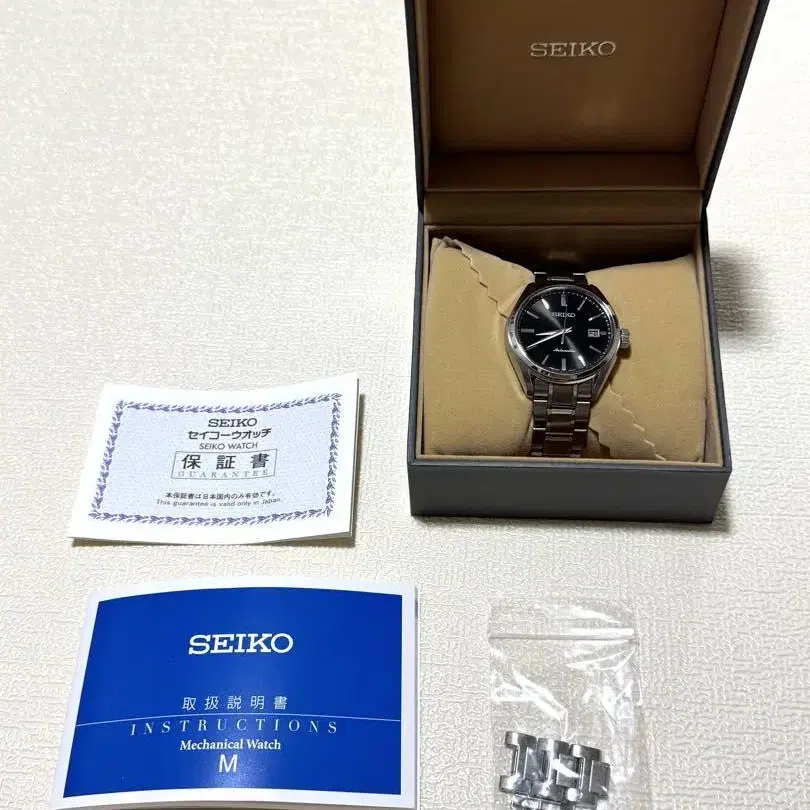 SEIKO
SEIKO
Automatic
SEIKO
セイコーウオッチ
SEIKO WATCH
保証書
GUARANTEE
本保証書は日本国内のみ有効です。
This guarantee is valid only in Japan.
SEIKO
取扱説明書
INSTRUCTIONS
Mechanical Watch
M